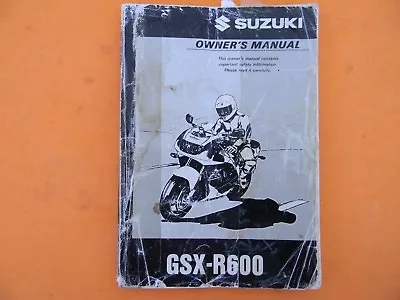 SUZUKI
OWNER'S MANUAL
This owner's manual contains
important safety information.
Please read it carefully.
GSX-R600